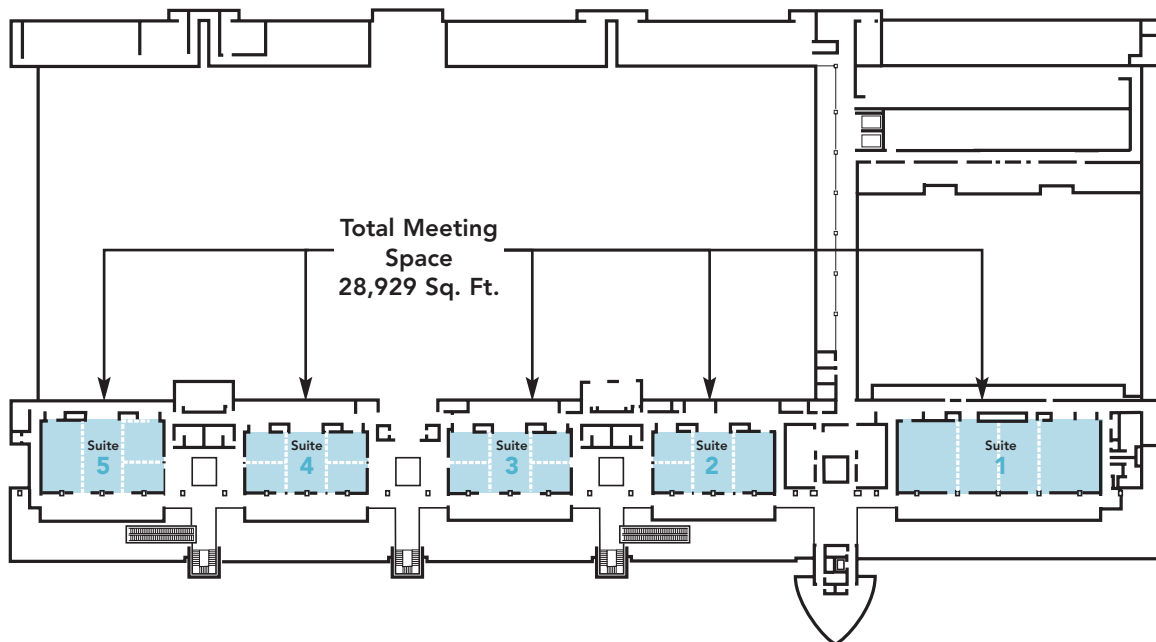 Total Meeting
Space
28,929 Sq. Ft.
Suite
5
Suite
4
Suite
3
Suite
2
Suite
1